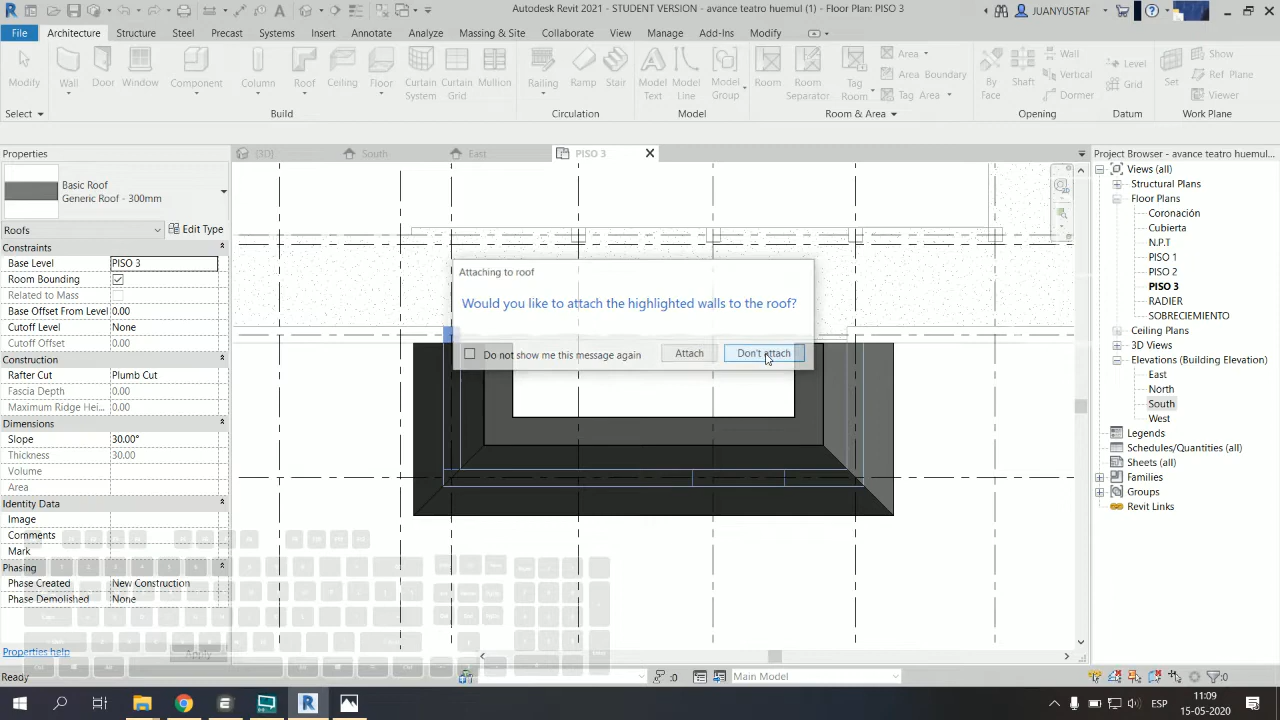 Autodesk Revit 2021 - STUDENT VERSION - avance teatro huemul (1) - Floor Plan: PISO 3
JUANYUSTAF...
File Architecture Structure Steel Precast Systems Insert Annotate Analyze Massing & Site Collaborate View Manage Add-Ins Modify
Modify Wall Door Window Component Column Roof Ceiling Floor Curtain System Curtain Grid Mullion Railing Ramp Stair Model Text Model Line Model Group Room Room Separator Tag Room Area Area Boundary Tag Area By Face Shaft Wall Vertical Dormer Level Grid Set Show Ref Plane Viewer
Select Build Circulation Model Room & Area Opening Datum Work Plane
Properties
{3D} South East PISO 3
Project Browser - avance teatro huemul...
Basic Roof
Generic Roof - 300mm
Roofs Edit Type
Constraints
Base Level PISO 3
Room Bounding
Related to Mass
Base Offset From Level 0.00
Cutoff Level None
Cutoff Offset 0.00
Construction
Rafter Cut Plumb Cut
Fascia Depth 0.00
Maximum Ridge Hei... 0.00
Dimensions
Slope 30.00°
Thickness 30.00
Volume
Area
Identity Data
Image
Comments
Mark
Phasing
Phase Created New Construction
Phase Demolished None
Properties help Apply
Attaching to roof
Would you like to attach the highlighted walls to the roof?
Do not show me this message again Attach Don't attach
Views (all)
Structural Plans
Floor Plans
Coronación
Cubierta
N.P.T
PISO 1
PISO 2
PISO 3
RADIER
SOBRECIMIENTO
Ceiling Plans
3D Views
Elevations (Building Elevation)
East
North
South
West
Legends
Schedules/Quantities (all)
Sheets (all)
Families
Groups
Revit Links
Ready :0 Main Model :0
ESP 11:09
15-05-2020